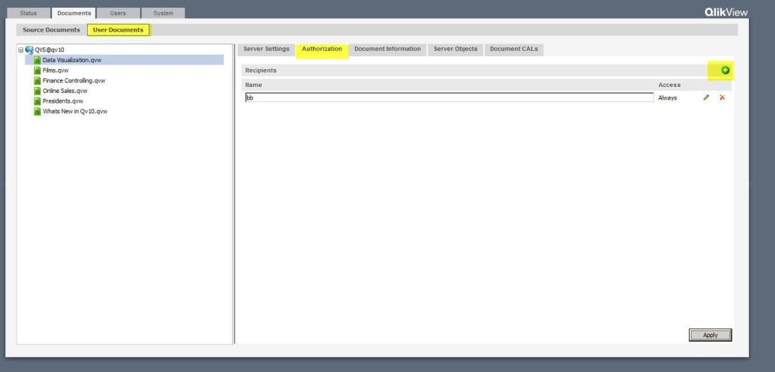 Status Documents Users System
QlikView
Source Documents User Documents
QVS@qv10
Data Visualization.qvw
Films.qvw
Finance Controlling.qvw
Online Sales.qvw
Presidents.qvw
Whats New in Qv10.qvw
Server Settings Authorization Document Information Server Objects Document CALs
Recipients
Name Access
bb Always
Apply